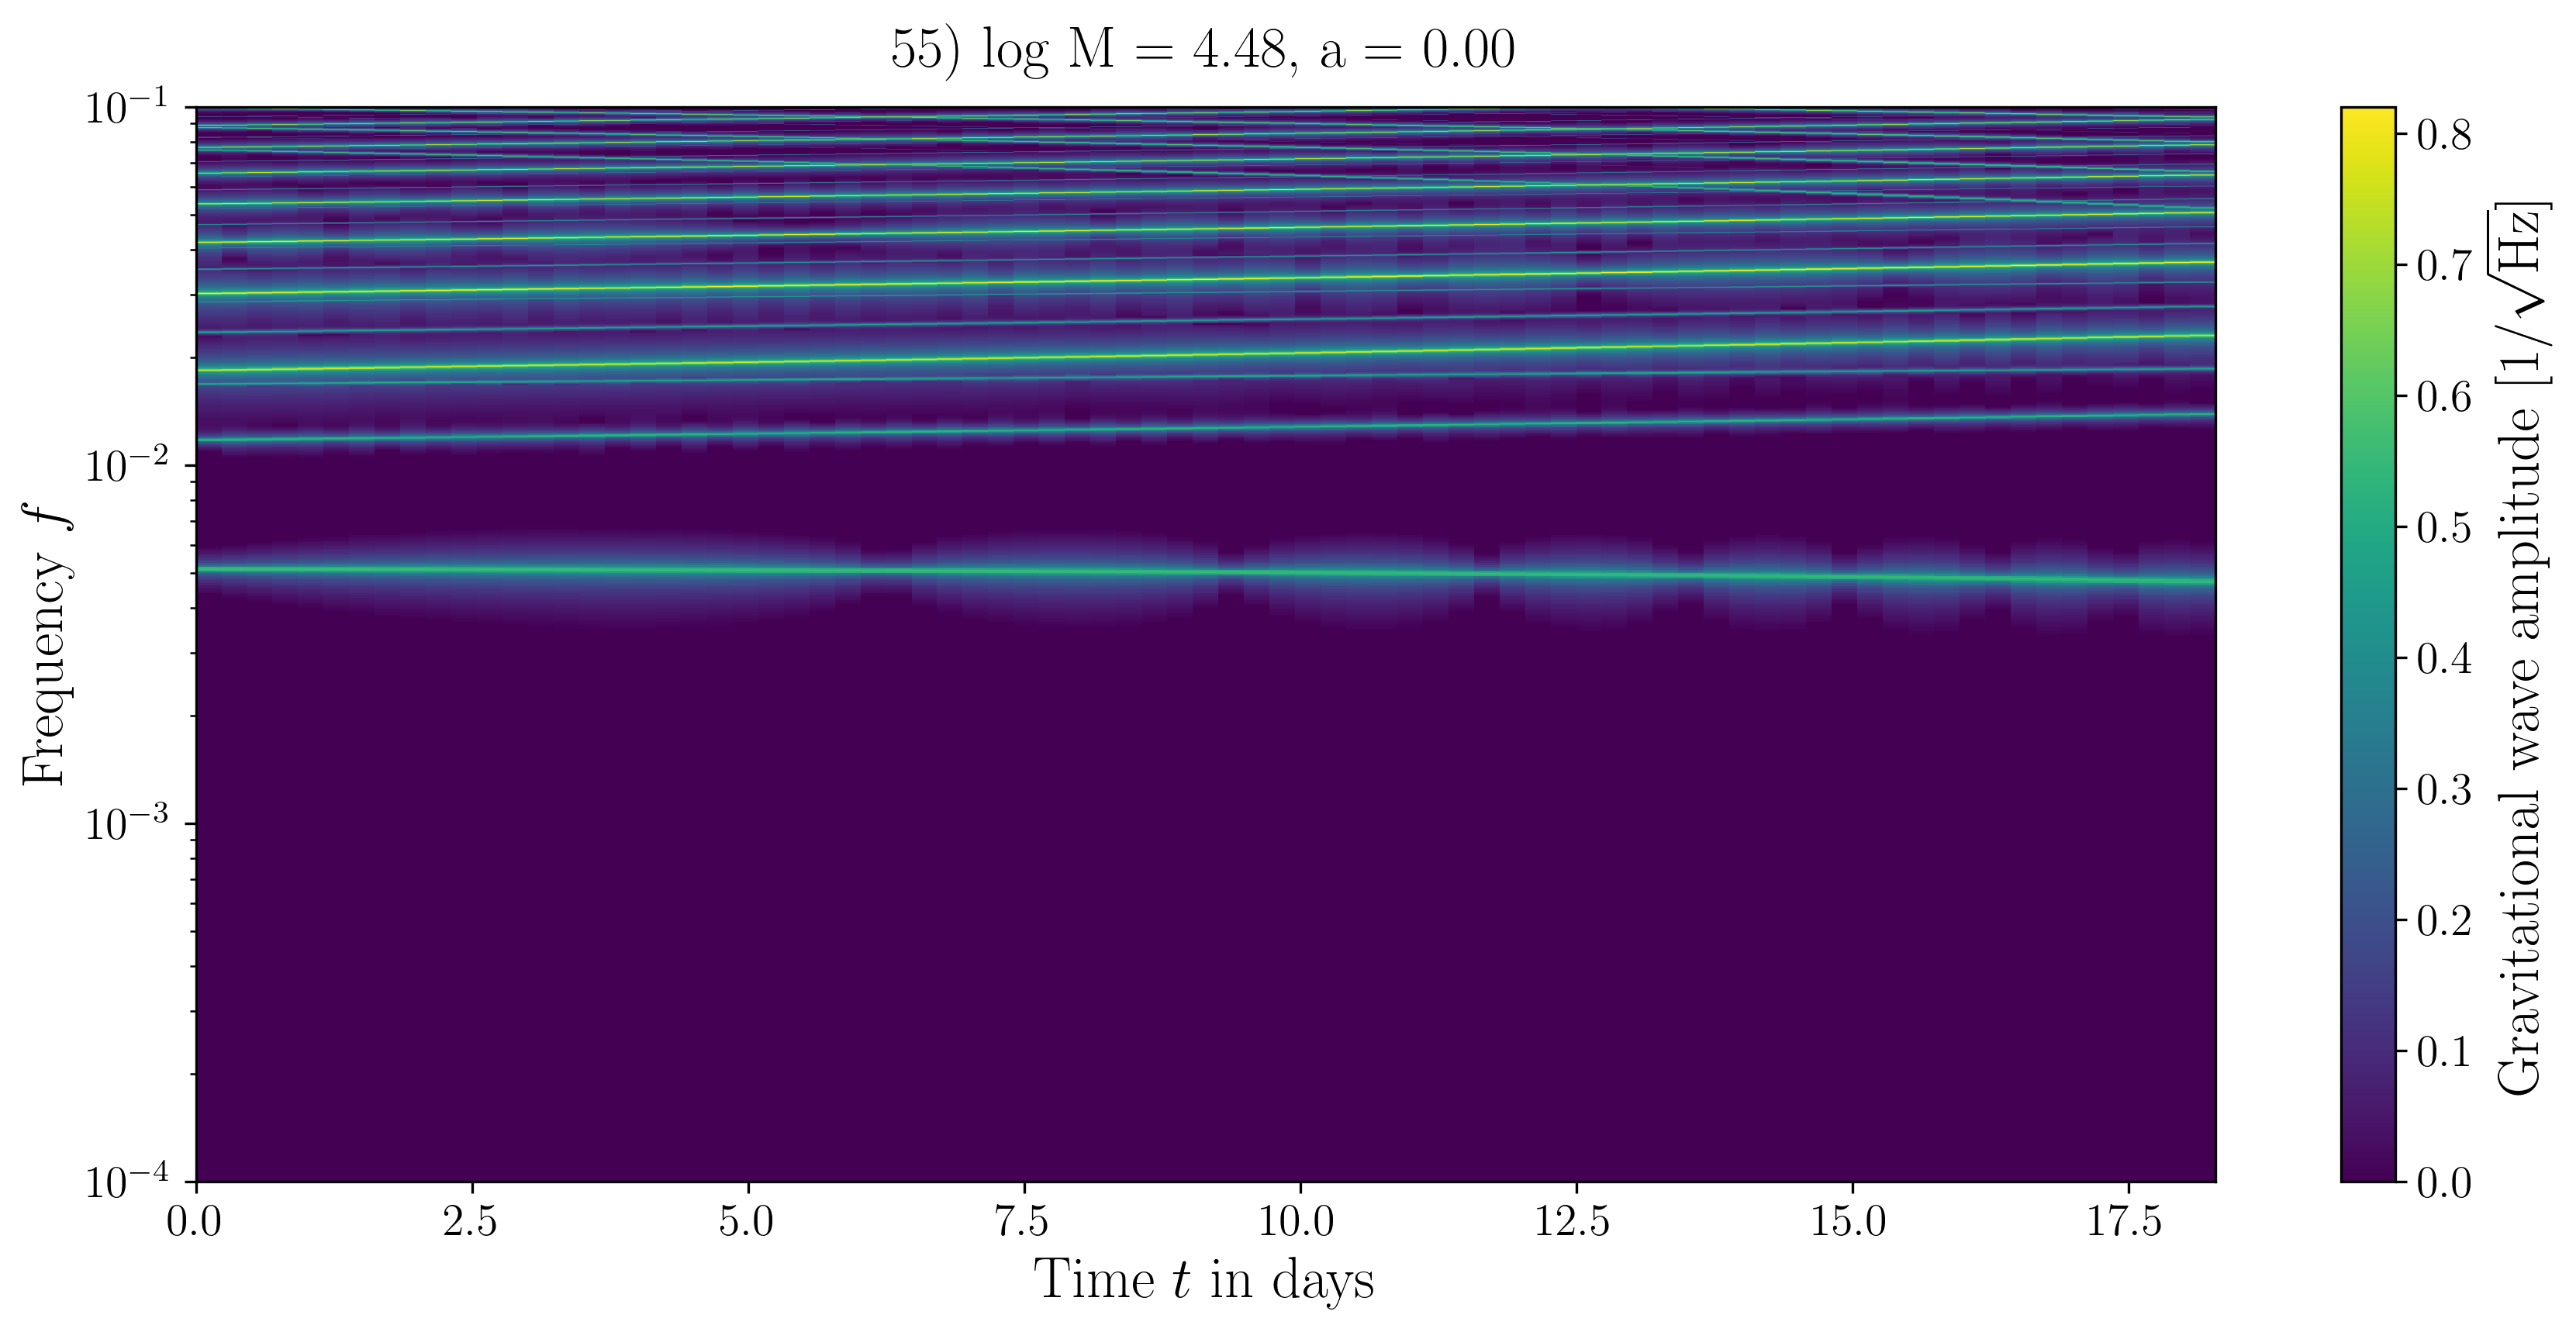 55) log M = 4.48, a = 0.00
Frequency f
10⁻¹
10⁻²
10⁻³
10⁻⁴
0.0 2.5 5.0 7.5 10.0 12.5 15.0 17.5
Time t in days
0.8
0.7
0.6
0.5
0.4
0.3
0.2
0.1
0.0
Gravitational wave amplitude [1/√Hz]